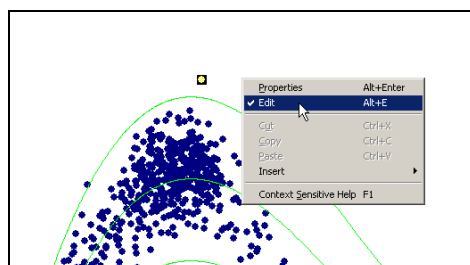 Properties Alt+Enter
Edit Alt+E
Cut Ctrl+X
Copy Ctrl+C
Paste Ctrl+V
Insert
Context Sensitive Help F1